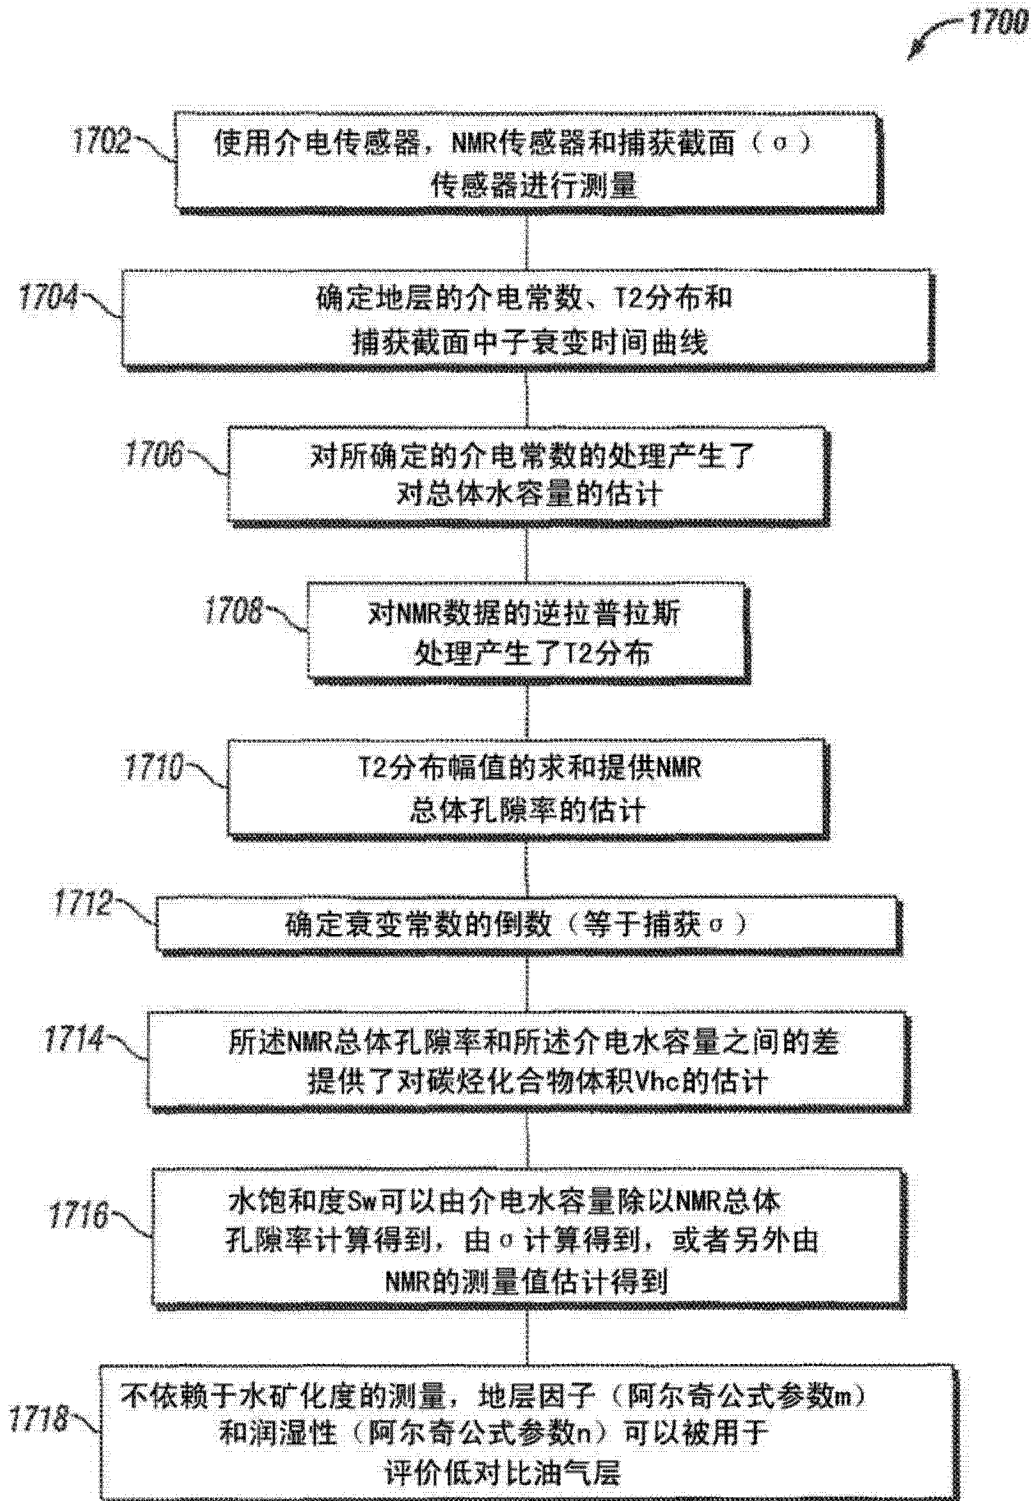 1700
1702
使用介电传感器，NMR传感器和捕获截面（σ）
传感器进行测量
1704
确定地层的介电常数、T2分布和
捕获截面中子衰变时间曲线
1706
对所确定的介电常数的处理产生了
对总体水容量的估计
1708
对NMR数据的逆拉普拉斯
处理产生了T2分布
1710
T2分布幅值的求和提供NMR
总体孔隙率的估计
1712
确定衰变常数的倒数（等于捕获σ）
1714
所述NMR总体孔隙率和所述介电水容量之间的差
提供了对碳烃化合物体积Vhc的估计
1716
水饱和度Sw可以由介电水容量除以NMR总体
孔隙率计算得到，由σ计算得到，或者另外由
NMR的测量值估计得到
1718
不依赖于水矿化度的测量，地层因子（阿尔奇公式参数m）
和润湿性（阿尔奇公式参数n）可以被用于
评价低对比油气层